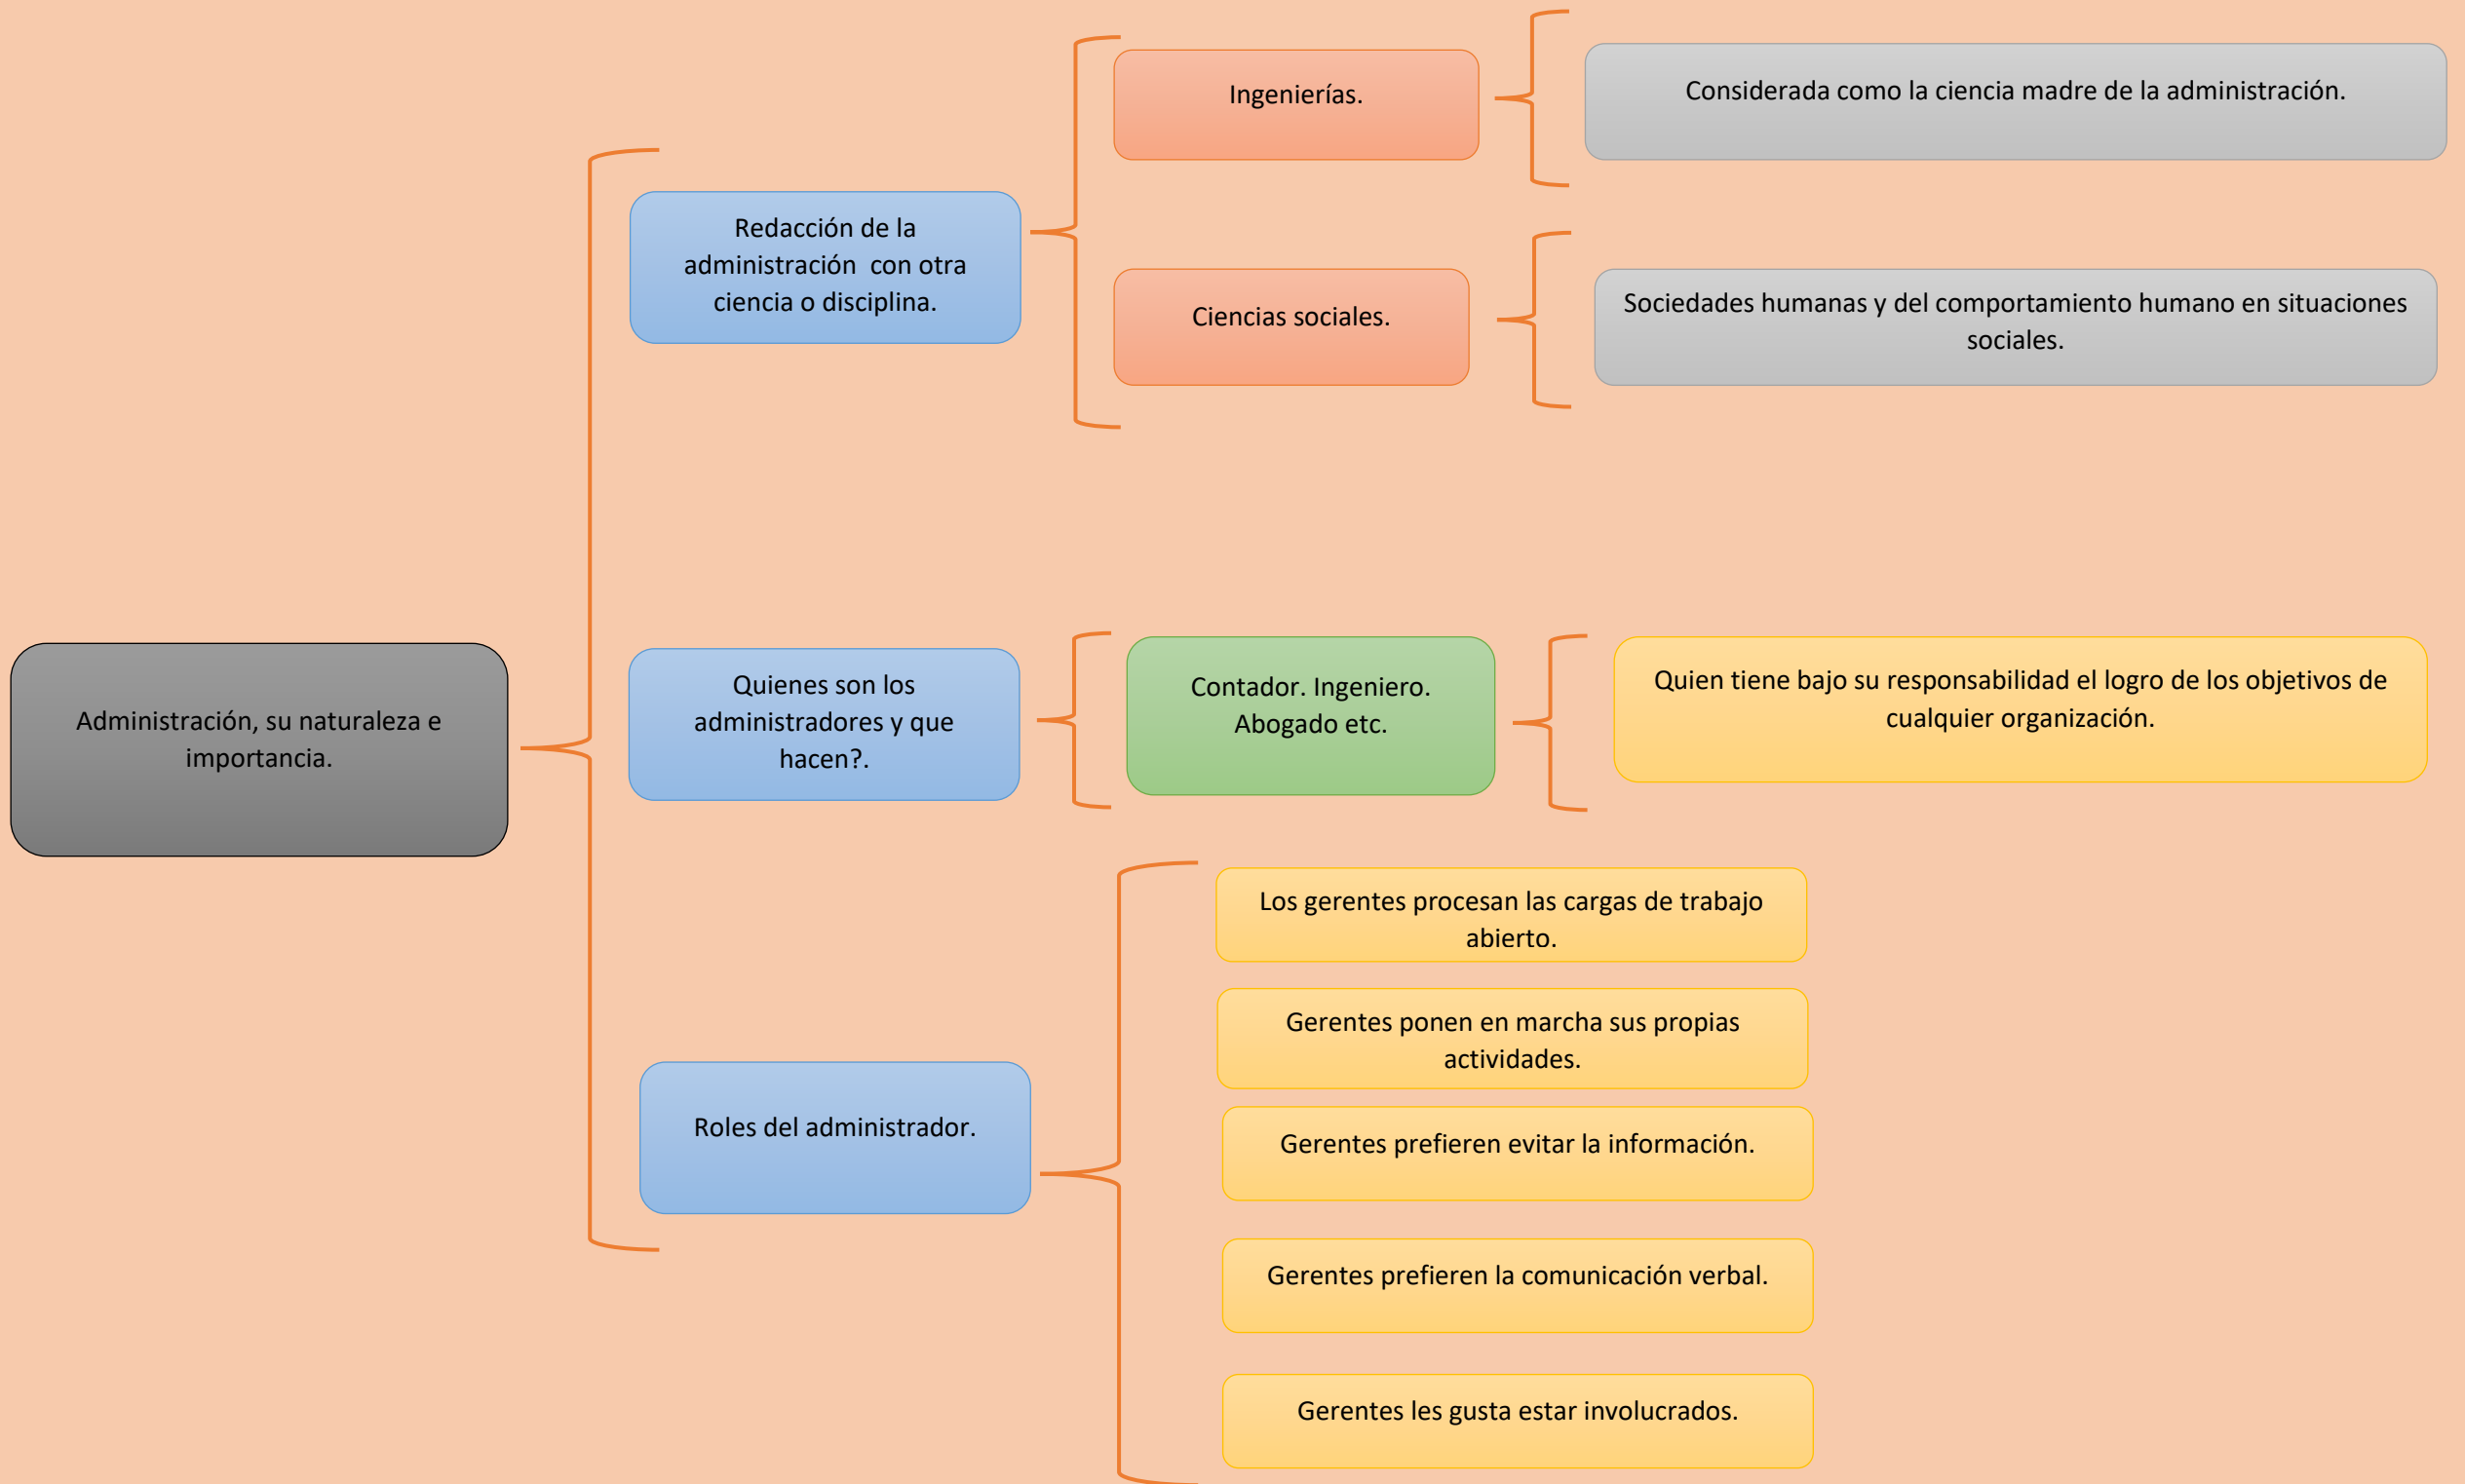 Administración, su naturaleza e
importancia.
Redacción de la
administración  con otra
ciencia o disciplina.
Ingenierías.
Considerada como la ciencia madre de la administración.
Ciencias sociales.
Sociedades humanas y del comportamiento humano en situaciones
sociales.
Quienes son los
administradores y que
hacen?.
Contador. Ingeniero.
Abogado etc.
Quien tiene bajo su responsabilidad el logro de los objetivos de
cualquier organización.
Roles del administrador.
Los gerentes procesan las cargas de trabajo
abierto.
Gerentes ponen en marcha sus propias
actividades.
Gerentes prefieren evitar la información.
Gerentes prefieren la comunicación verbal.
Gerentes les gusta estar involucrados.